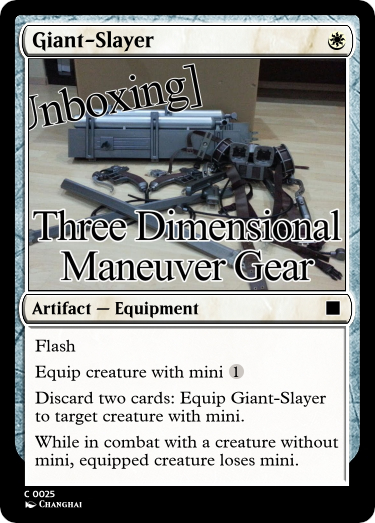 Giant-Slayer
Unboxing]
Three Dimensional
Maneuver Gear
Artifact — Equipment
Flash
Equip creature with mini 1
Discard two cards: Equip Giant-Slayer
to target creature with mini.
While in combat with a creature without
mini, equipped creature loses mini.
C 0025
Changhai